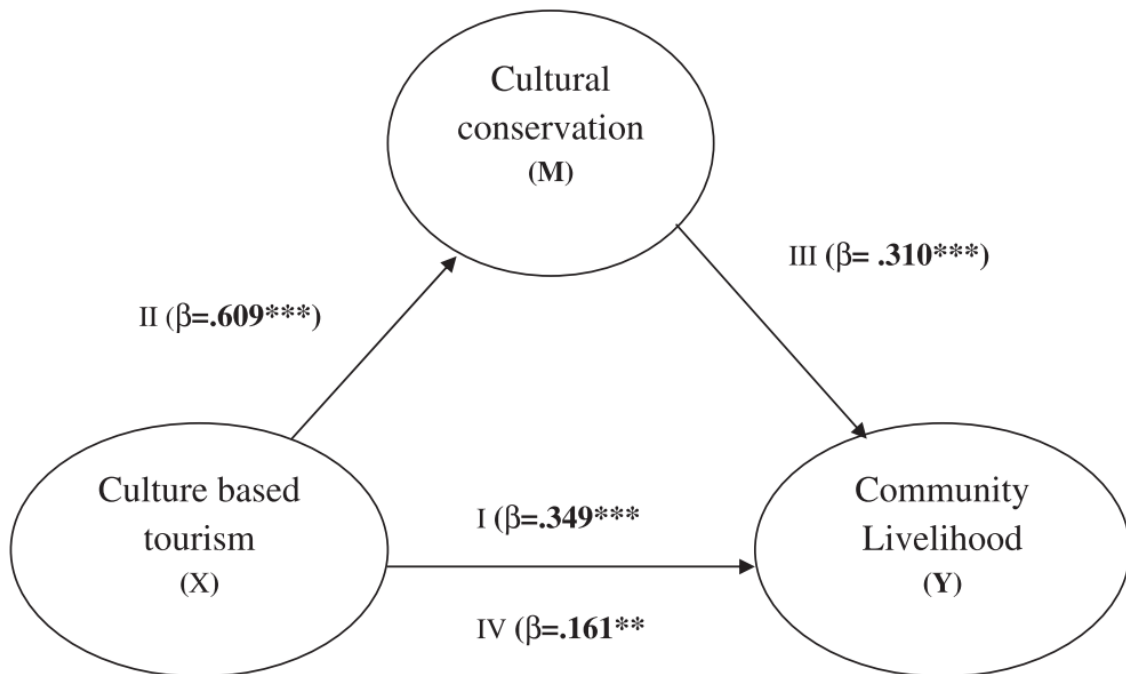 Cultural
conservation
(M)
III (β= .310***)
II (β=.609***)
Culture based
tourism
(X)
I (β=.349***
IV (β=.161**
Community
Livelihood
(Y)